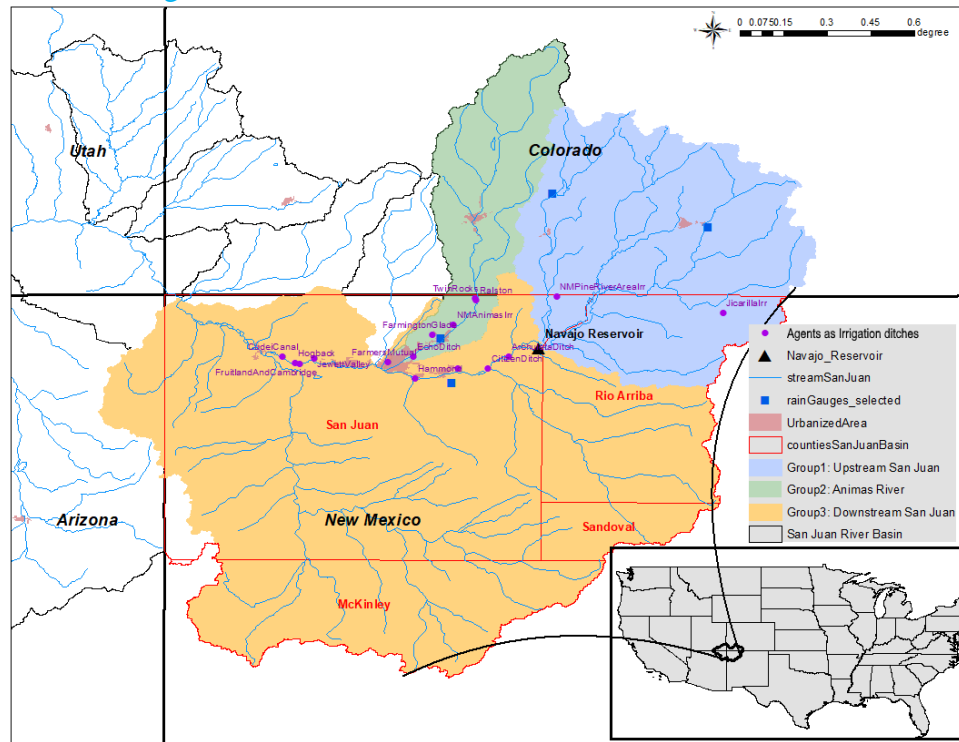 0 0.0750.15 0.3 0.45 0.6
degree
Utah
Colorado
TwinRocks
Ralston
NMPineRiverAreaIrr
JicarillaIrr
NMAnimasIrr
FarmingtonGlade
Navajo Reservoir
EchoDitch
ArchuletaDitch
CudeiCanal
Hogback
FarmersMutual
CitizenDitch
JewettValley
FruitlandAndCambridge
Hammond
Rio Arriba
San Juan
Arizona
New Mexico
Sandoval
McKinley
Agents as Irrigation ditches
Navajo_Reservoir
streamSanJuan
rainGauges_selected
UrbanizedArea
countiesSanJuanBasin
Group1: Upstream San Juan
Group2: Animas River
Group3: Downstream San Juan
San Juan River Basin